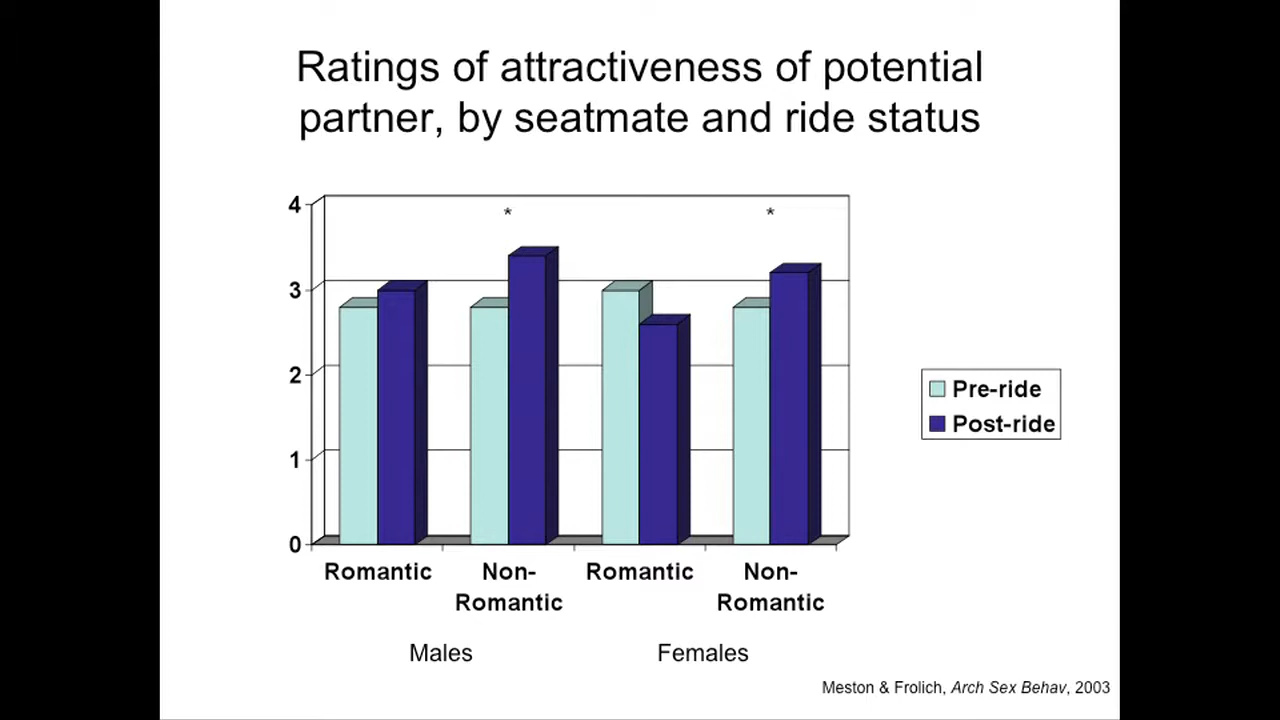 Ratings of attractiveness of potential
partner, by seatmate and ride status
4
3
2
1
0
*
*
Romantic
Non-
Romantic
Romantic
Non-
Romantic
Males
Females
Pre-ride
Post-ride
Meston & Frolich, Arch Sex Behav, 2003